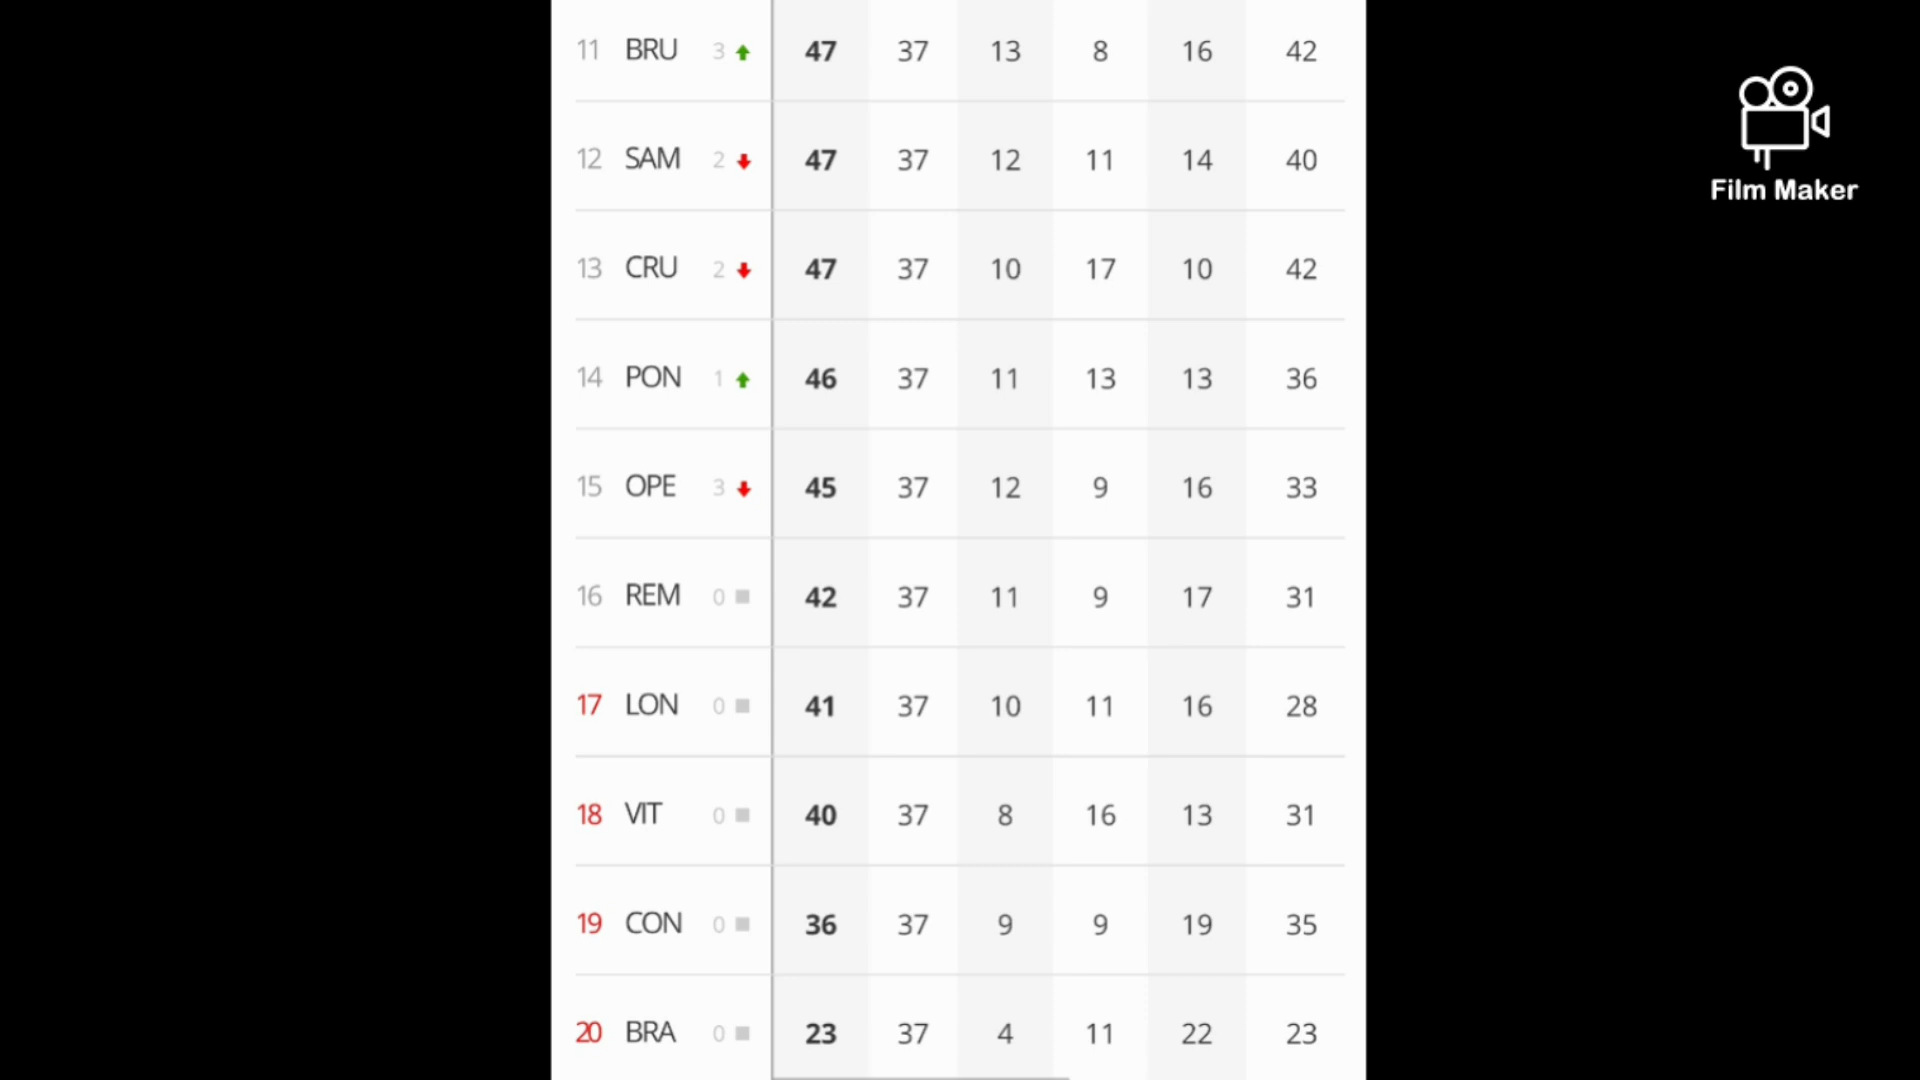 11 BRU 3 47 37 13 8 16 42
12 SAM 2 47 37 12 11 14 40
13 CRU 2 47 37 10 17 10 42
14 PON 1 46 37 11 13 13 36
15 OPE 3 45 37 12 9 16 33
16 REM 0 42 37 11 9 17 31
17 LON 0 41 37 10 11 16 28
18 VIT 0 40 37 8 16 13 31
19 CON 0 36 37 9 9 19 35
20 BRA 0 23 37 4 11 22 23
Film Maker